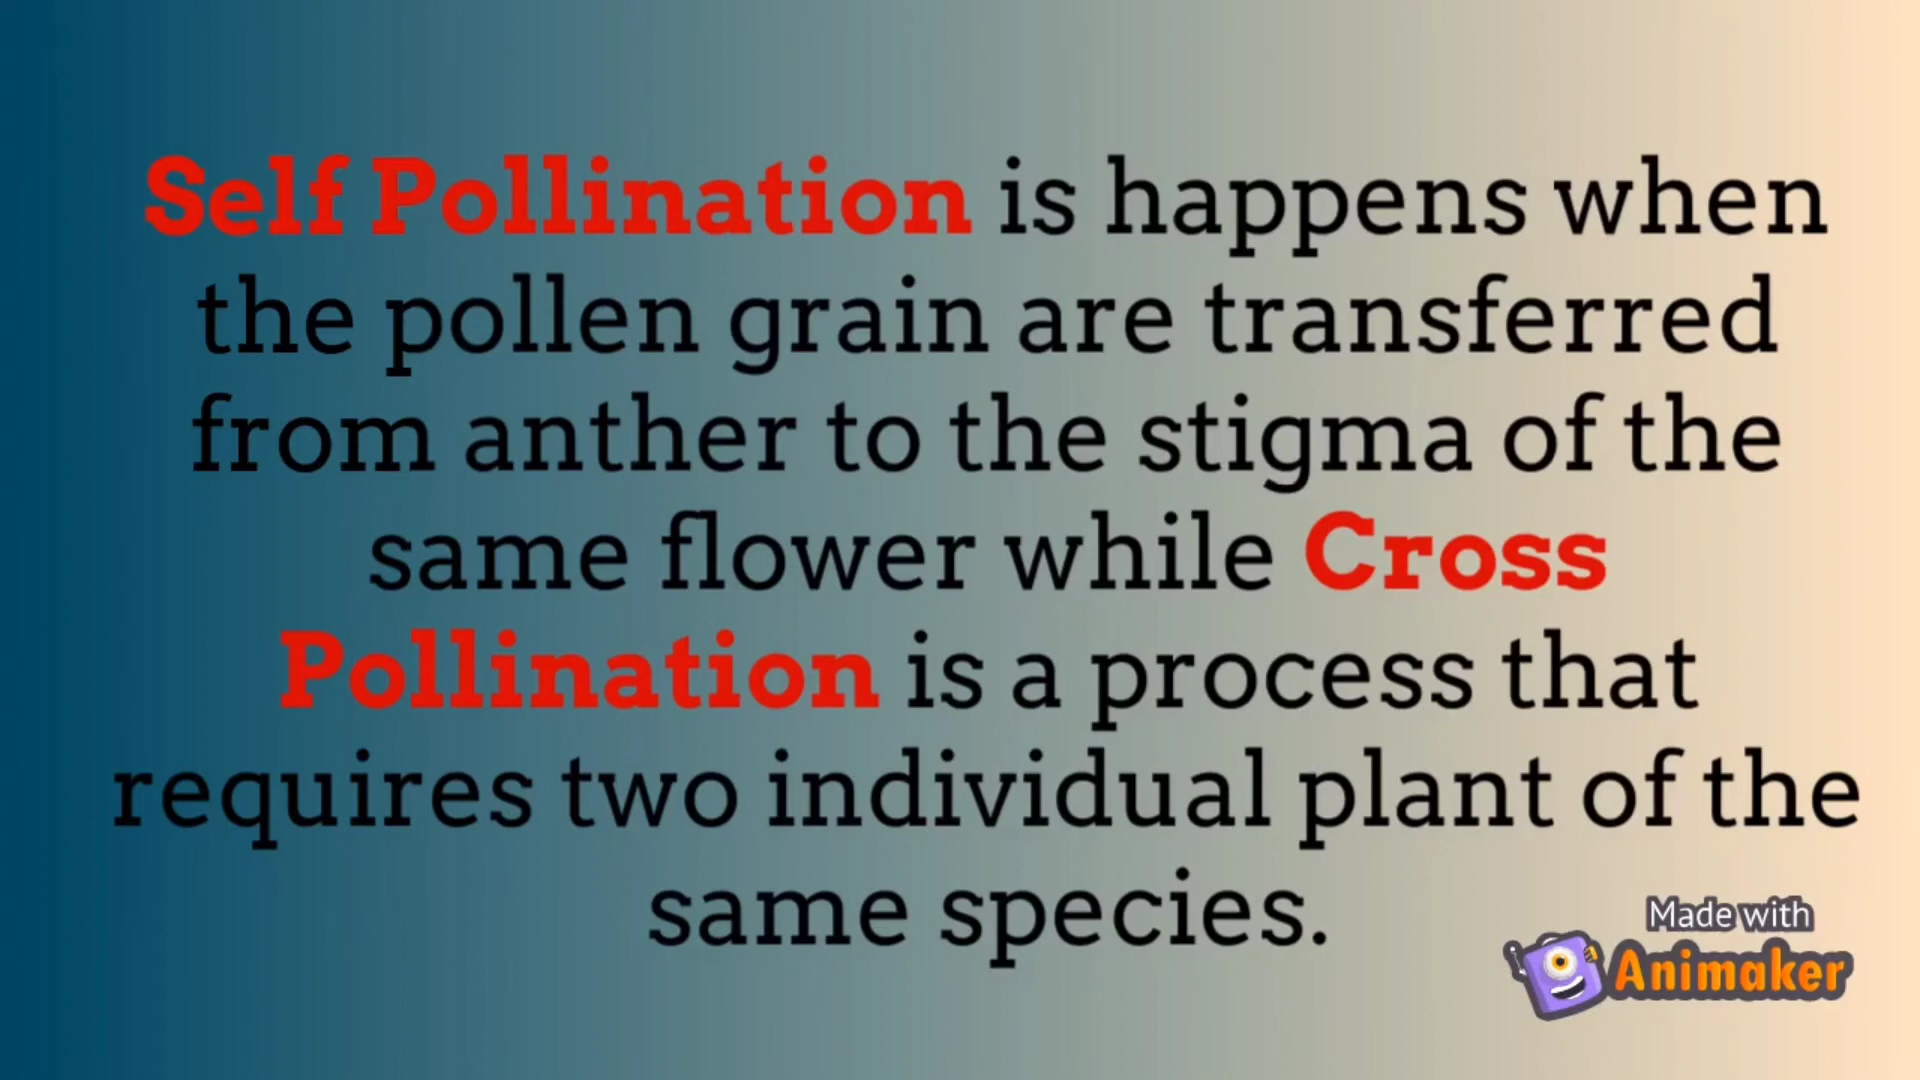 Self Pollination is happens when
the pollen grain are transferred
from anther to the stigma of the
same flower while Cross
Pollination is a process that
requires two individual plant of the
same species.
Made with
Animaker